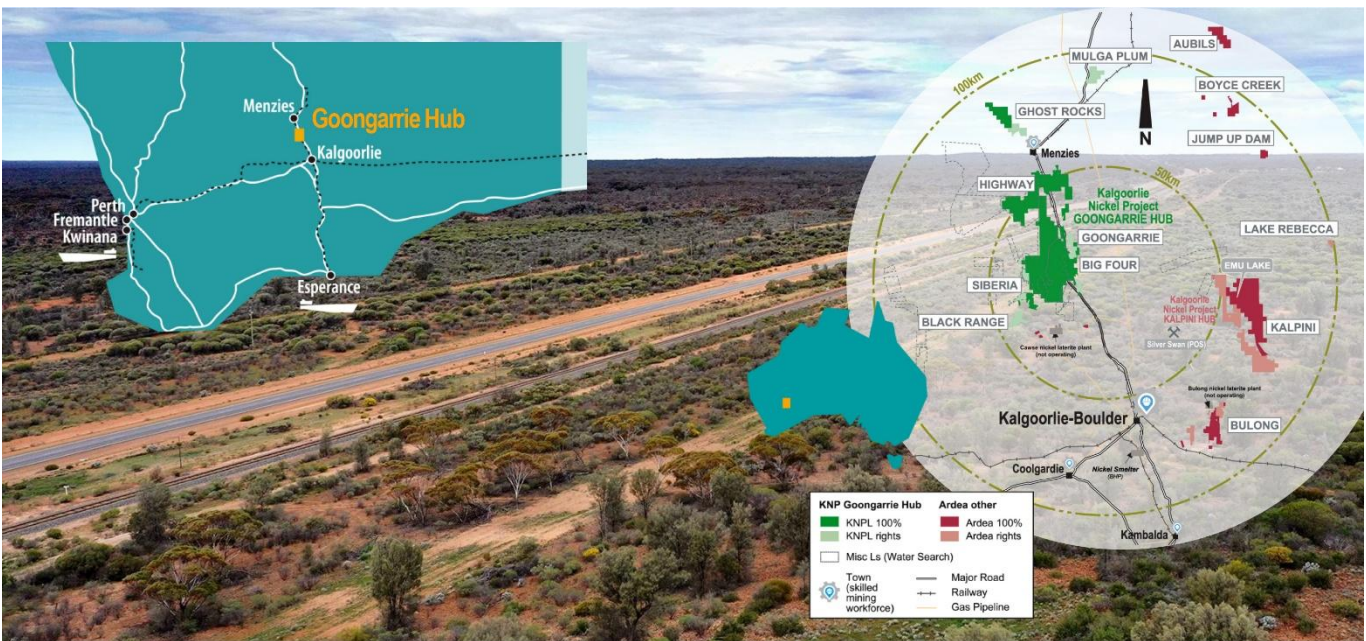 Menzies
Goongarrie Hub
Kalgoorlie
Perth
Fremantle
Kwinana
Esperance
100km
AUBILS
MULGA PLUM
BOYCE CREEK
GHOST ROCKS
N
JUMP UP DAM
Menzies
50km
HIGHWAY
Kalgoorlie
Nickel Project
GOONGARRIE HUB
GOONGARRIE
LAKE REBECCA
BIG FOUR
EMU LAKE
SIBERIA
Kalgoorlie
Nickel Project
KALPINI HUB
KALPINI
BLACK RANGE
Silver Swan (POS)
Cawse nickel laterite plant
(not operating)
Bulong nickel laterite plant
(not operating)
Kalgoorlie-Boulder
BULONG
Coolgardie
Nickel Smelter
(BHP)
Kambalda
KNP Goongarrie Hub
KNPL 100%
KNPL rights
Ardea other
Ardea 100%
Ardea rights
Misc Ls (Water Search)
Town
(skilled
mining
workforce)
Major Road
Railway
Gas Pipeline